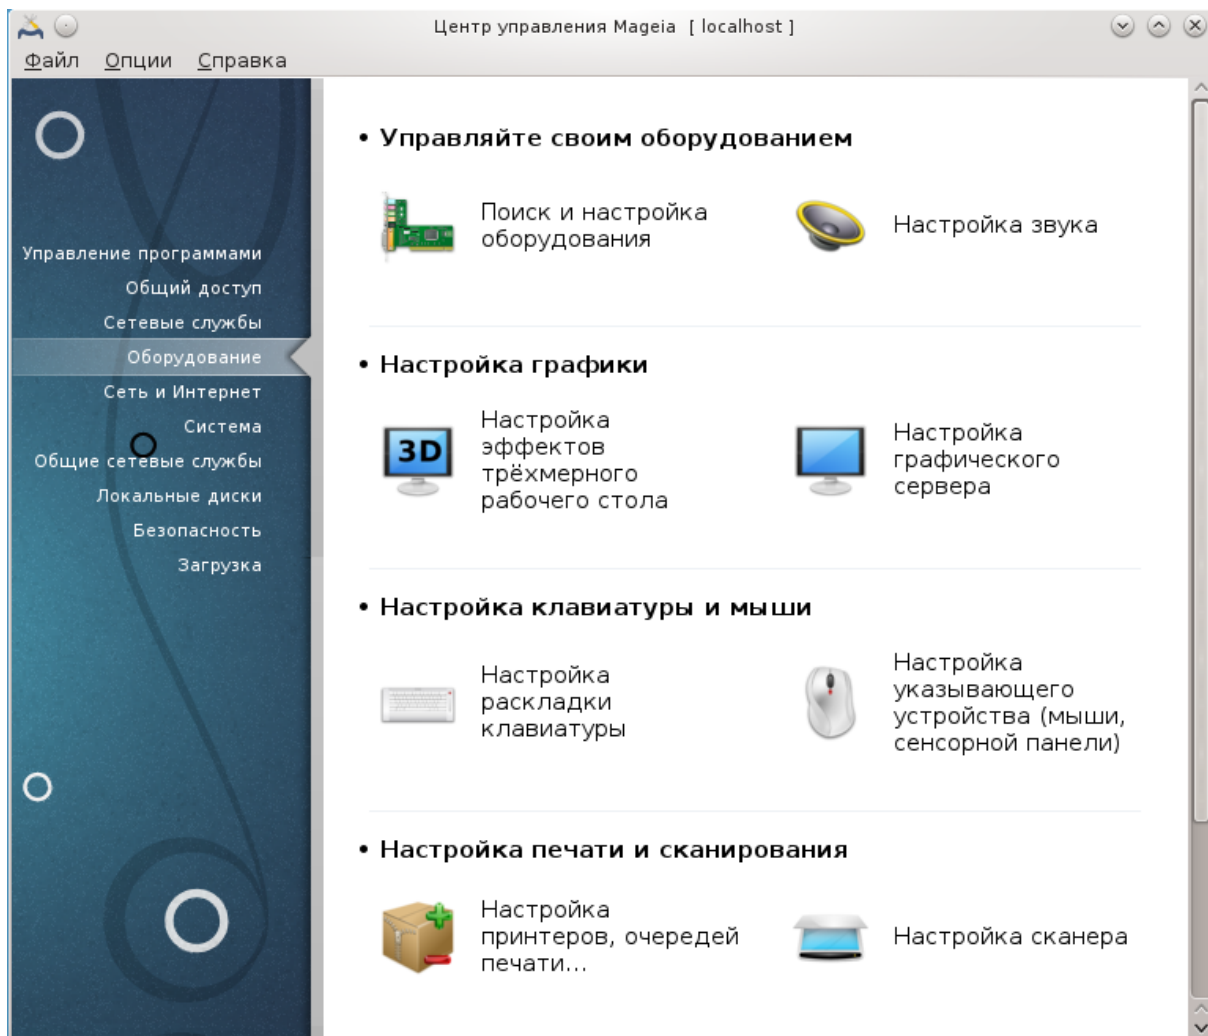 Центр управления Mageia [ localhost ]
Файл Опции Справка
Управление программами
Общий доступ
Сетевые службы
Оборудование
Сеть и Интернет
Система
Общие сетевые службы
Локальные диски
Безопасность
Загрузка
• Управляйте своим оборудованием
Поиск и настройка
оборудования
Настройка звука
• Настройка графики
3D
Настройка
эффектов
трёхмерного
рабочего стола
Настройка
графического
сервера
• Настройка клавиатуры и мыши
Настройка
раскладки
клавиатуры
Настройка
указывающего
устройства (мыши,
сенсорной панели)
• Настройка печати и сканирования
Настройка
принтеров, очередей
печати...
Настройка сканера